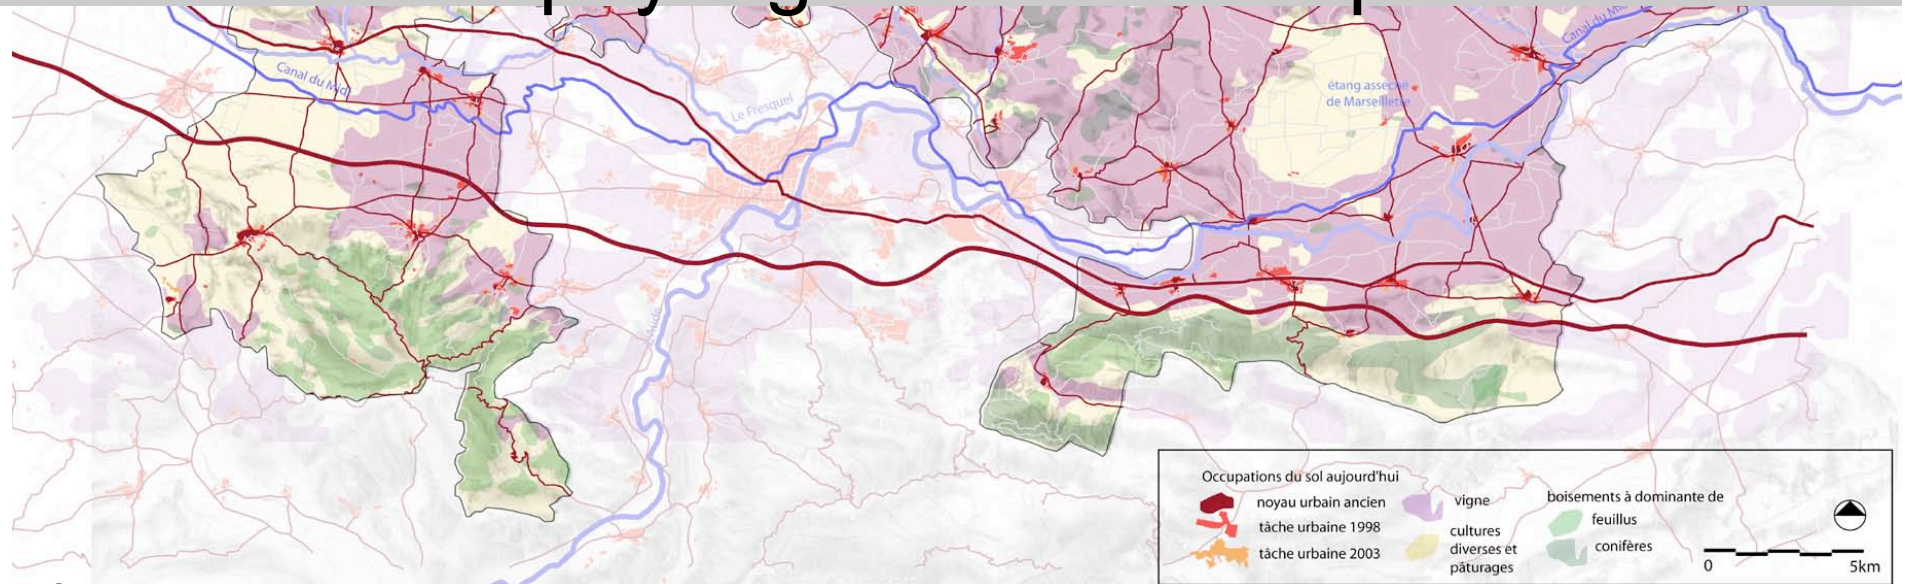 Canal du Midi
Le Fresquel
étang asséché
de Marseillette
Canal du Mi
L'Aude
Occupations du sol aujourd'hui
noyau urbain ancien
tâche urbaine 1998
tâche urbaine 2003
vigne
cultures
diverses et
pâturages
boisements à dominante de
feuillus
conifères
0
5km